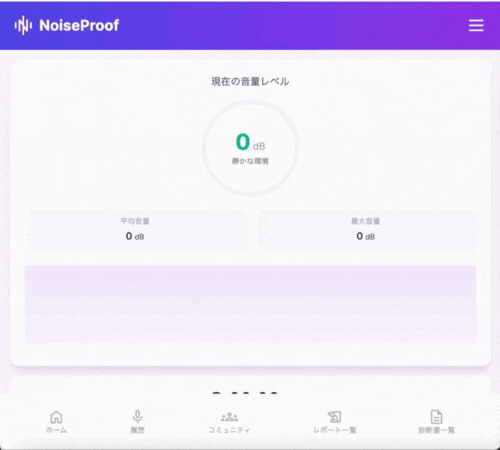 NoiseProof
現在の音量レベル
0 dB
静かな環境
平均音量
最大音量
0 dB
0 dB
ホーム
履歴
コミュニティ
レポート一覧
診断書一覧